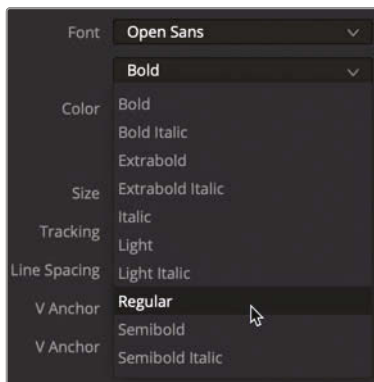 Font Open Sans
Bold
Color Bold
Bold Italic
Extrabold
Size Extrabold Italic
Italic
Tracking
Light
Line Spacing Light Italic
V Anchor Regular
Semibold
V Anchor
Semibold Italic